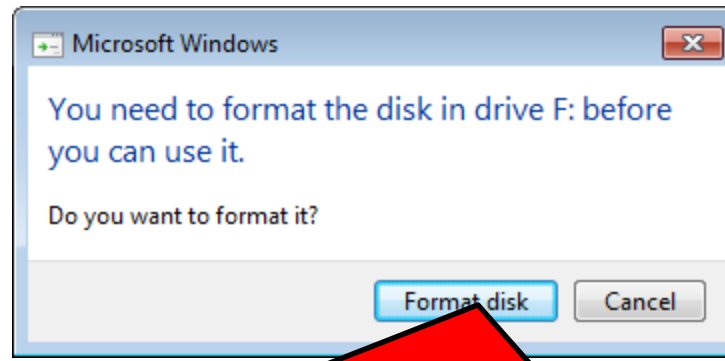 Microsoft Windows
You need to format the disk in drive F: before
you can use it.
Do you want to format it?
Format disk
Cancel